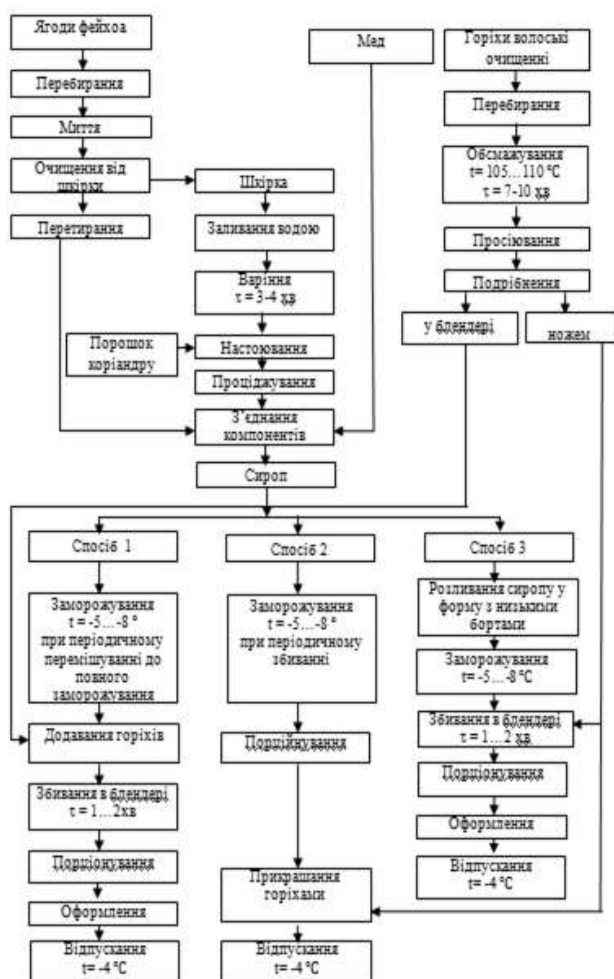 Ягоди фейхоа
Перебирання
Миття
Очищення від
шкірки
Перетирання
Мед
Горіхи волоські
очищенні
Перебирання
Обсмажування
t= 105…110 °С
τ = 7-10 хв
Просіювання
Подрібнення
у блендері
ножем
Шкірка
Заливання водою
Варіння
τ = 3-4 хв
Порошок
коріандру
Настоювання
Проціджування
З’єднання
компонентів
Сироп
Спосіб 1
Заморожування
t = -5…-8 °
при періодичному
перемішуванні до
повного
заморожування
Додавання горіхів
Збивання в блендері
τ = 1…2хв
Порціонування
Оформлення
Відпускання
t= -4 °С
Спосіб 2
Заморожування
t = -5…-8 °
при періодичному
збиванні
Порційнування
Прикрашання
горіхами
Відпускання
t= -4 °С
Спосіб 3
Розливання сиропу у
форму з низькими
бортами
Заморожування
t= -5…-8 °С
Збивання в блендері
τ = 1…2 хв
Порціонування
Оформлення
Відпускання
t= -4 °С